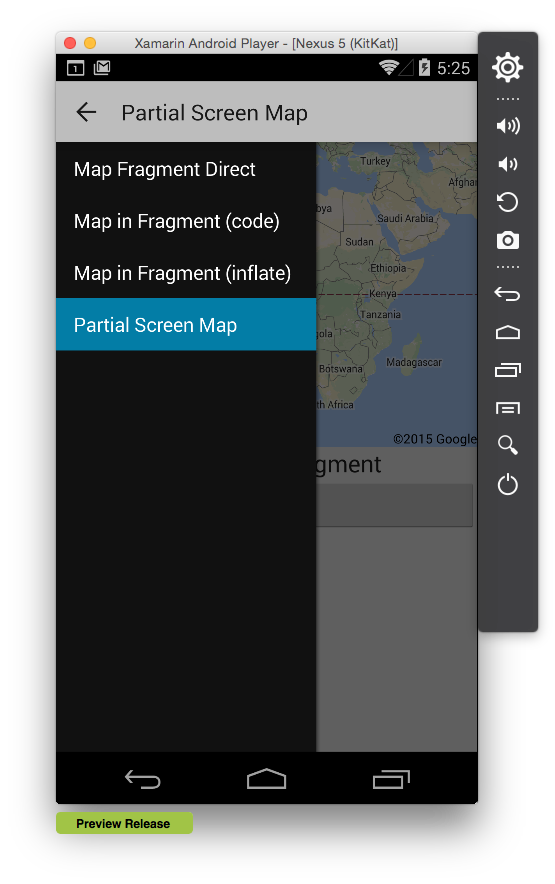 Xamarin Android Player - [Nexus 5 (KitKat)]
1
5:25
Partial Screen Map
Map Fragment Direct
Map in Fragment (code)
Map in Fragment (inflate)
Partial Screen Map
Turkey
Afghan
bya
Saudi Arabia
Sudan
Ethiopia
Kenya
Tanzania
gola
Madagascar
Botswana
th Africa
©2015 Google
gment
Preview Release